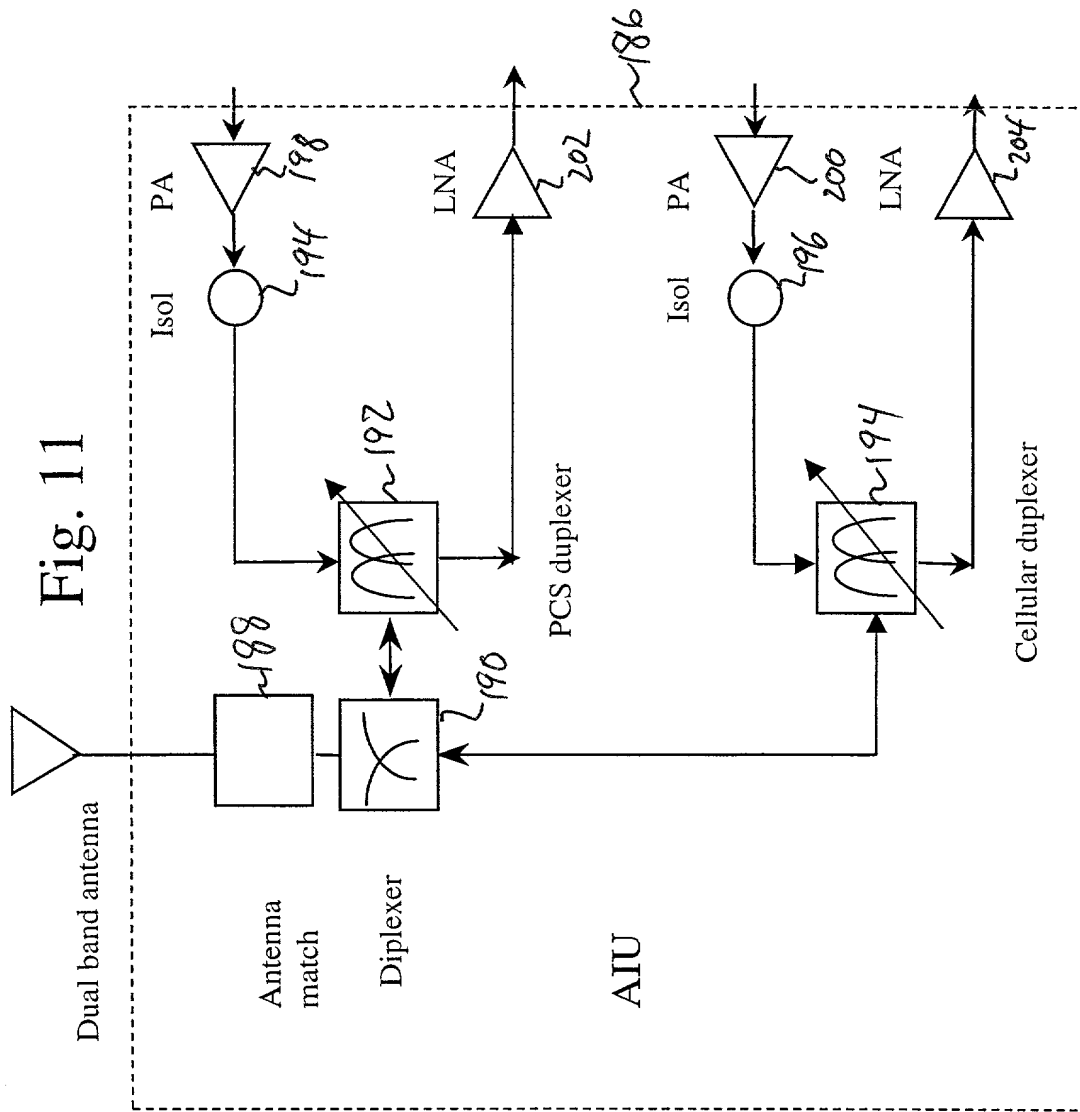 Fig. 11
Dual band antenna
Antenna
match
188
Diplexer
190
192
PCS duplexer
Isol
194
PA
198
LNA
202
186
AIU
194
Cellular duplexer
Isol
196
PA
200
LNA
204